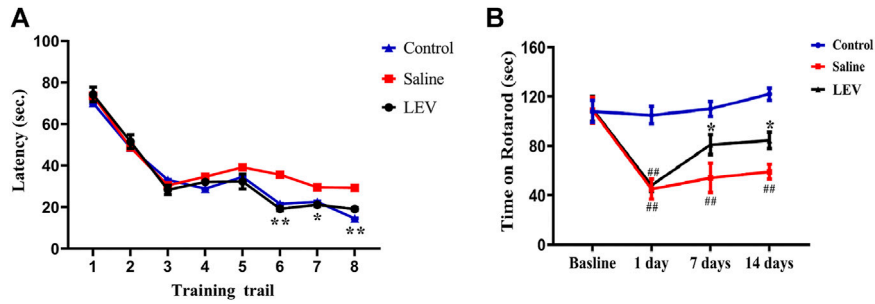 A
100
80
60
40
20
0
Latency (sec.)
1 2 3 4 5 6 7 8
Training trail
Control
Saline
LEV
** * **
B
160
120
80
40
0
Time on Rotarod (sec)
Basline 1 day 7 days 14 days
Control
Saline
LEV
* *
##
## ## ##